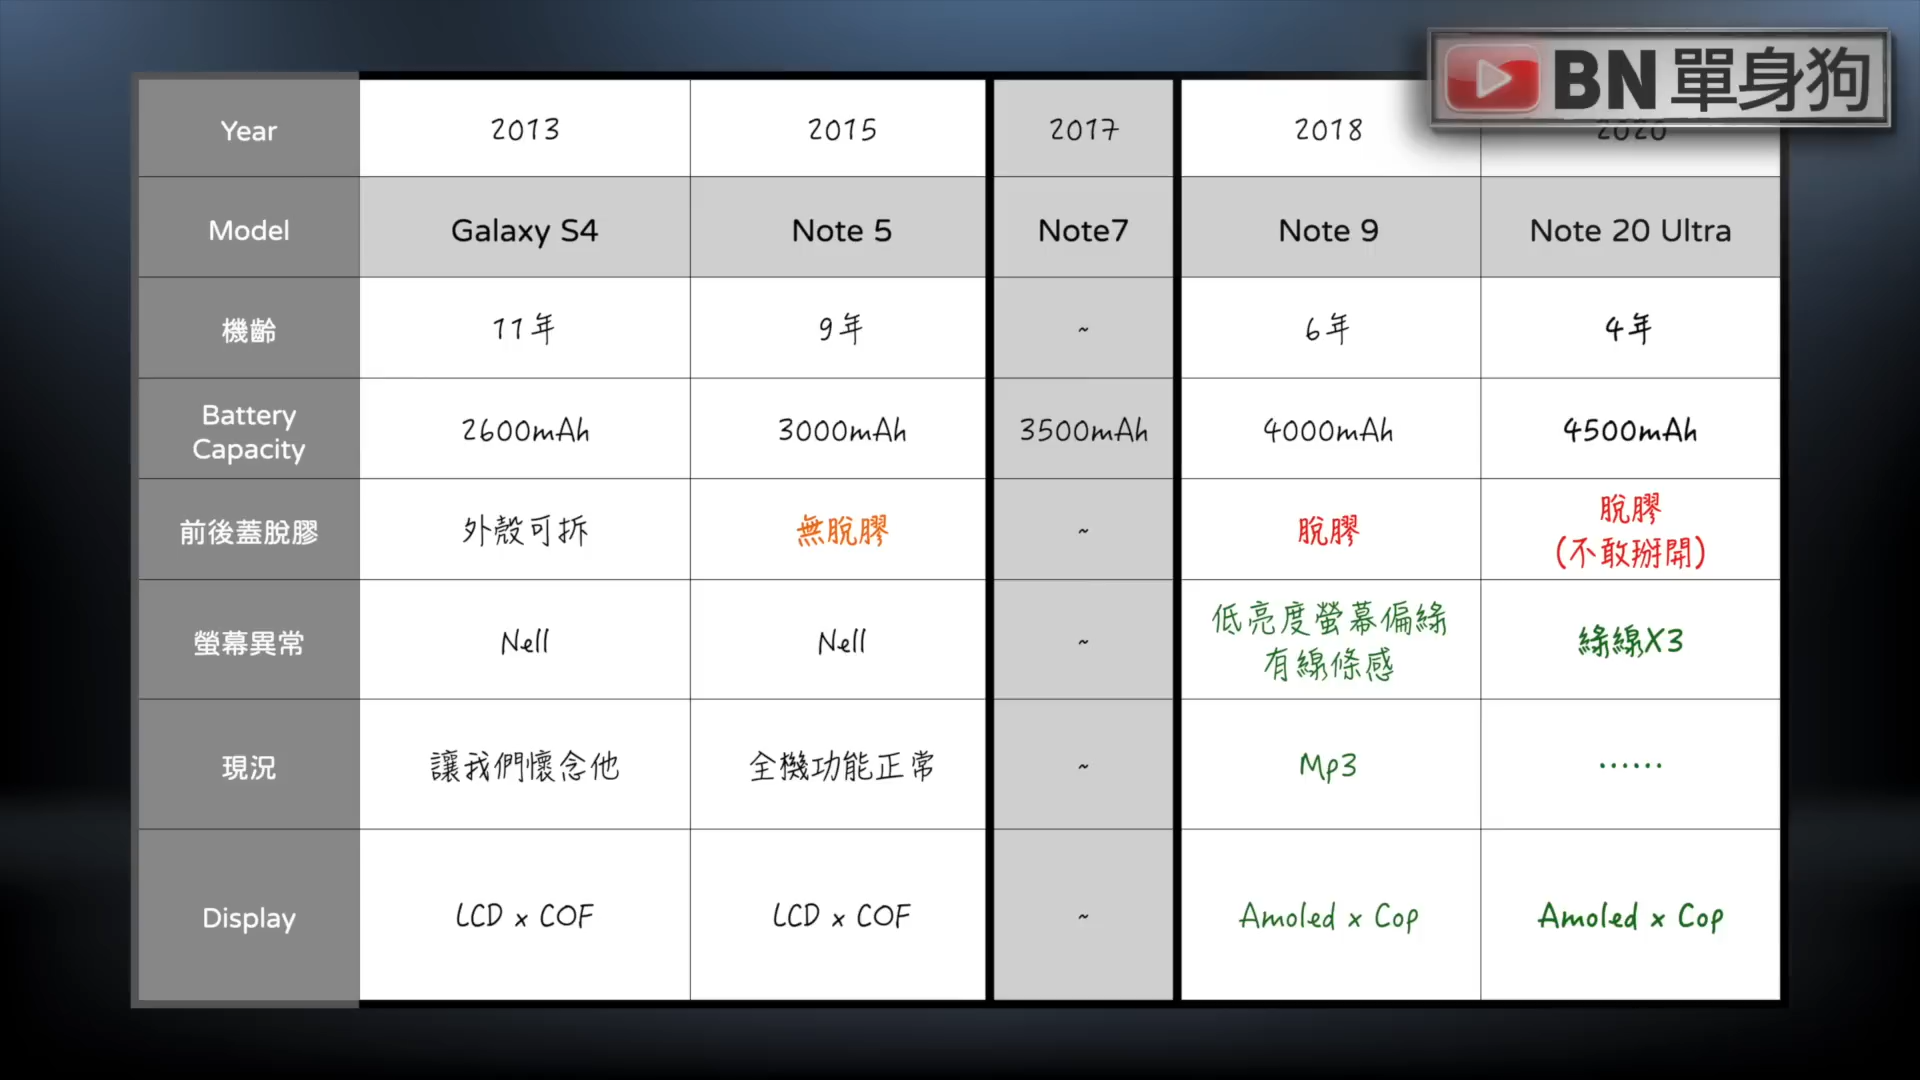 BN單身狗
Year 2013 2015 2017 2018 2020
Model Galaxy S4 Note 5 Note7 Note 9 Note 20 Ultra
機齡 11年 9年 ~ 6年 4年
Battery
Capacity 2600mAh 3000mAh 3500mAh 4000mAh 4500mAh
前後蓋脫膠 外殼可拆 無脫膠 ~ 脫膠 脫膠
(不敢掰開)
螢幕異常 Nell Nell ~ 低亮度螢幕偏綠
有線條感 綠線X3
現況 讓我們懷念他 全機功能正常 ~ Mp3 ······
Display LCD x COF LCD x COF ~ Amoled x Cop Amoled x Cop